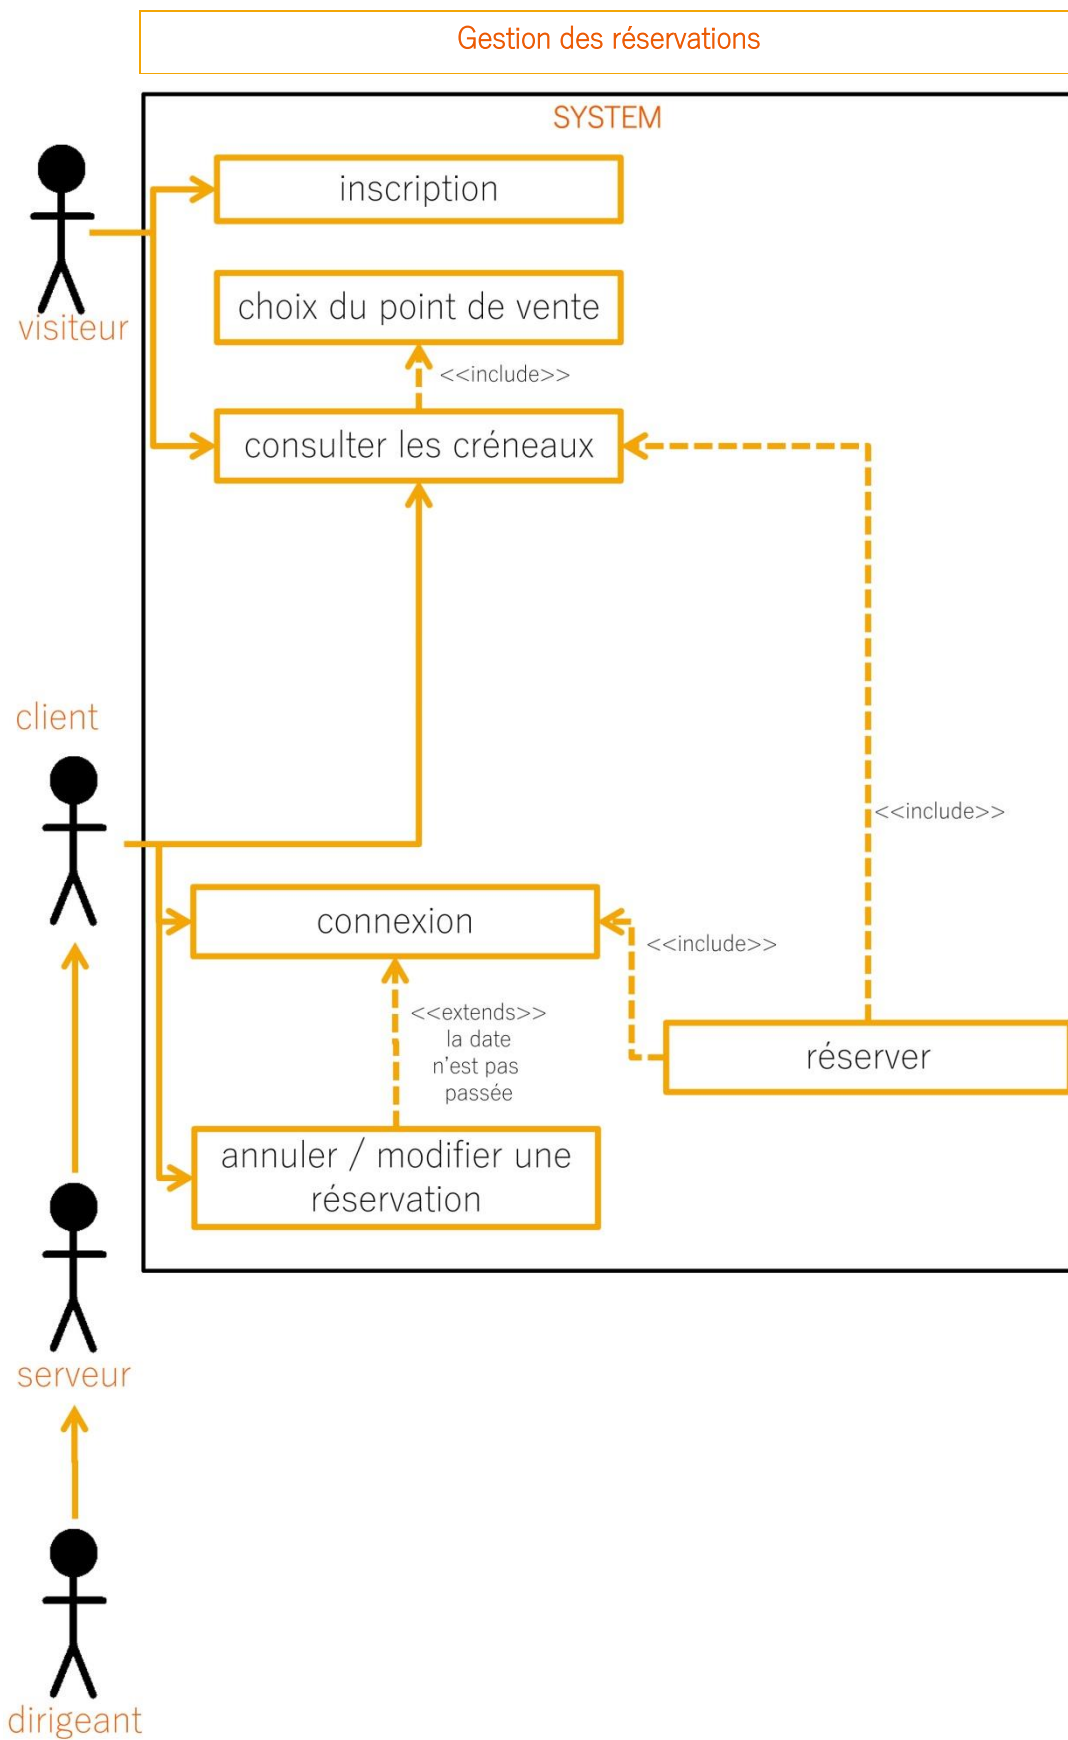 Gestion des réservations
SYSTEM
inscription
choix du point de vente
visiteur
<<include>>
consulter les créneaux
client
<<include>>
connexion
<<include>>
<<extends>>
la date
n'est pas
passée
réserver
annuler / modifier une
réservation
serveur
dirigeant